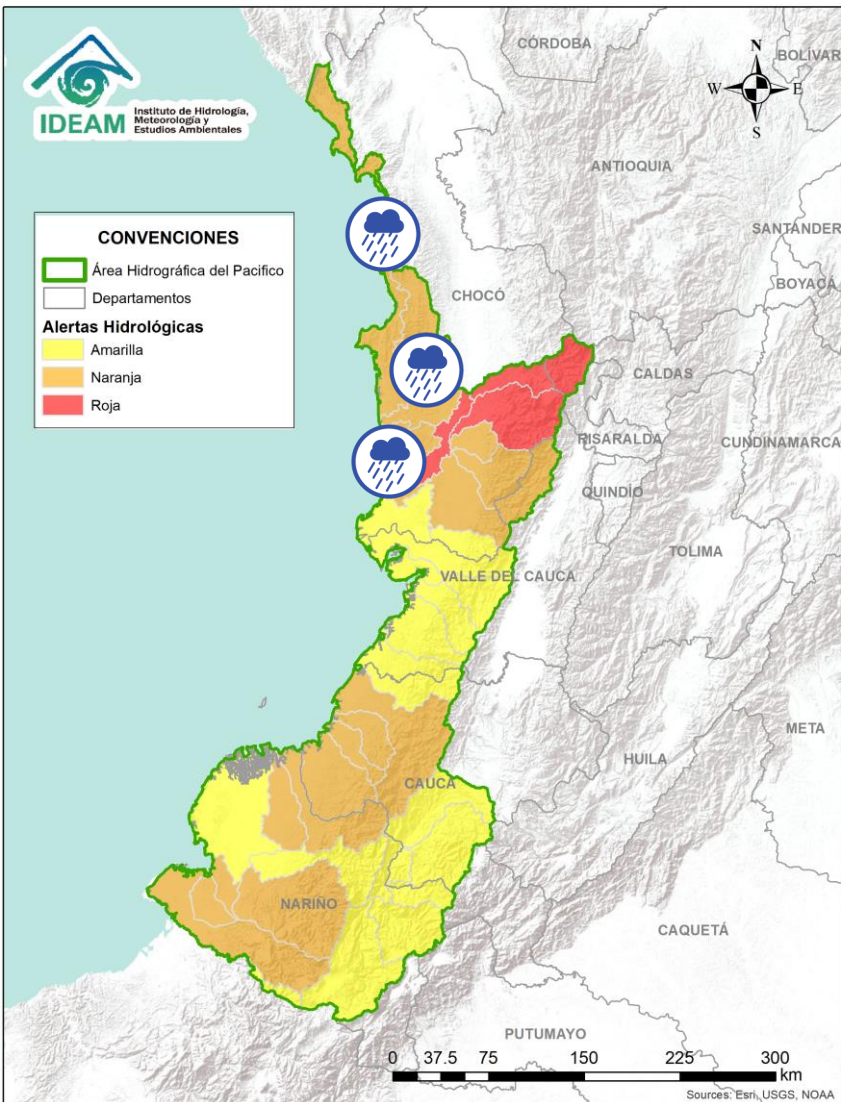 IDEAM
Instituto de Hidrología,
Meteorología y
Estudios Ambientales
N
W
E
S
CÓRDOBA
BOLÍVAR
ANTIOQUIA
SANTANDER
BOYACÁ
CHOCÓ
CALDAS
RISARALDA
CUNDINAMARCA
QUINDÍO
TOLIMA
VALLE DEL CAUCA
META
HUILA
CAUCA
NARIÑO
CAQUETÁ
PUTUMAYO
CONVENCIONES
Área Hidrográfica del Pacifico
Departamentos
Alertas Hidrológicas
Amarilla
Naranja
Roja
0 37.5 75 150 225 300
km
Sources: Esri, USGS, NOAA